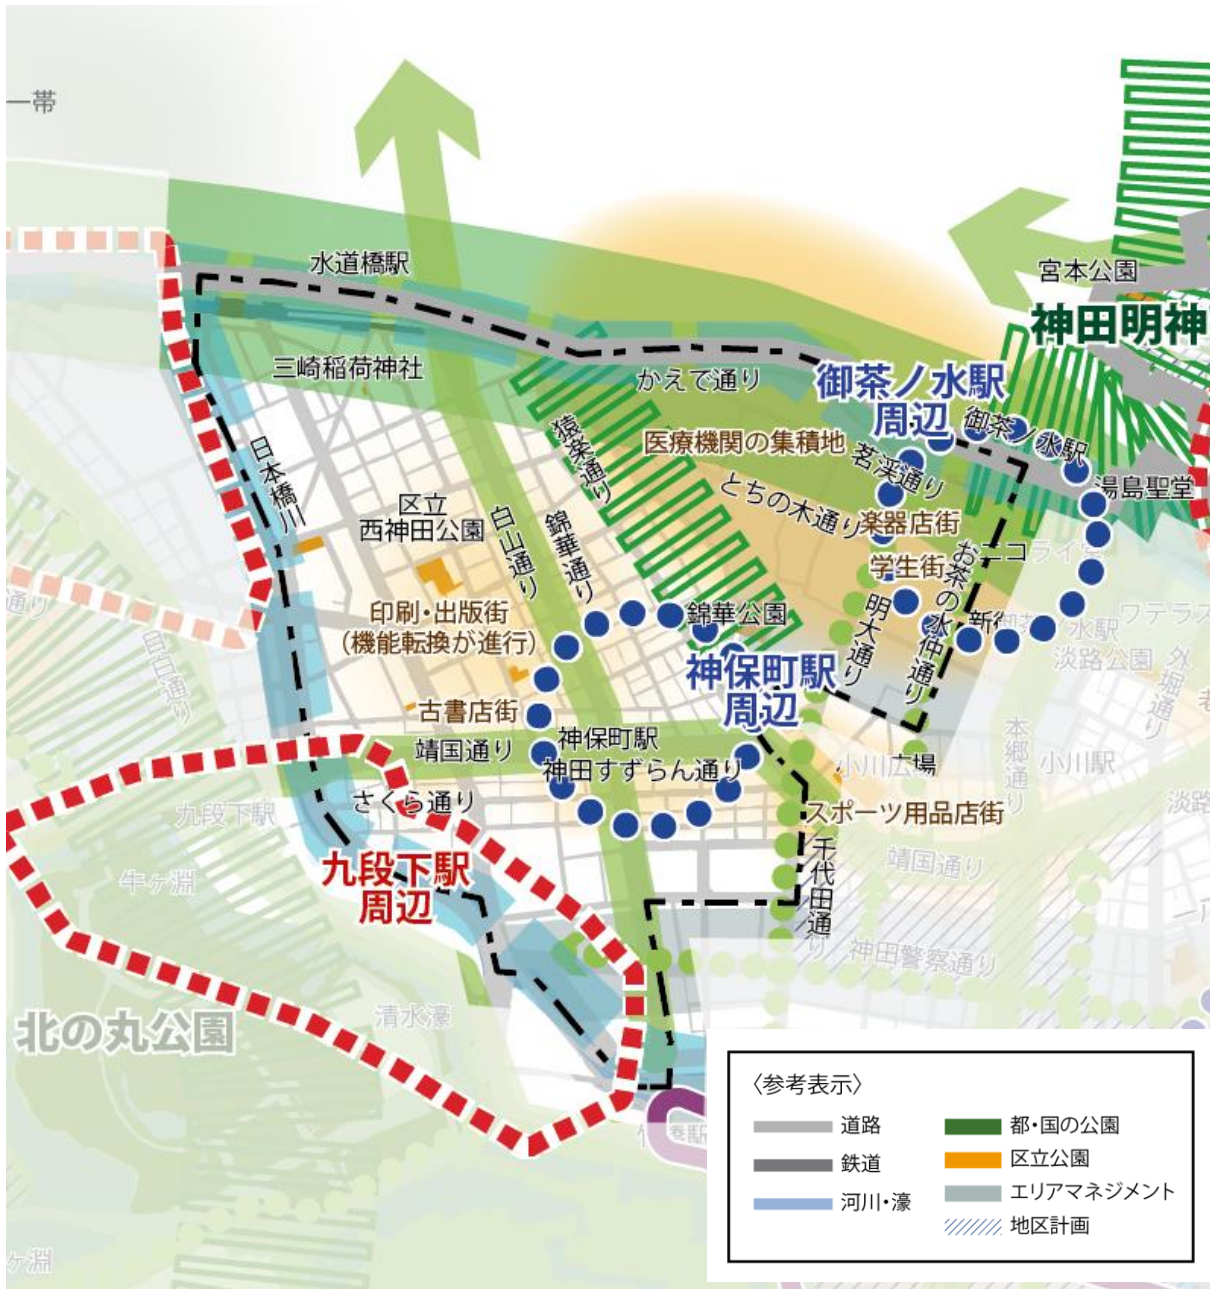 一帯
水道橋駅
宮本公園
神田明神
三崎稲荷神社
かえで通り
御茶ノ水駅
周辺
御茶ノ水駅
猿楽通り
医療機関の集積地
茗渓通り
湯島聖堂
日本橋川
とちの木通り
楽器店街
区立
西神田公園
白山通り
錦華通り
お茶の水仲通り
ニコライ堂
学生街
印刷・出版街
(機能転換が進行)
明大通り
錦華公園
ワテラス
淡路公園
外堀通り
目白通り
神保町駅
周辺
古書店街
靖国通り
神保町駅
神田すずらん通り
本郷通り
小川広場
小川駅
さくら通り
九段下駅
スポーツ用品店街
淡路
九段下駅
周辺
千代田通り
靖国通り
牛ヶ淵
神田警察通り
清水濠
北の丸公園
ヶ淵
〈参考表示〉
道路
鉄道
河川・濠
都・国の公園
区立公園
エリアマネジメント
地区計画